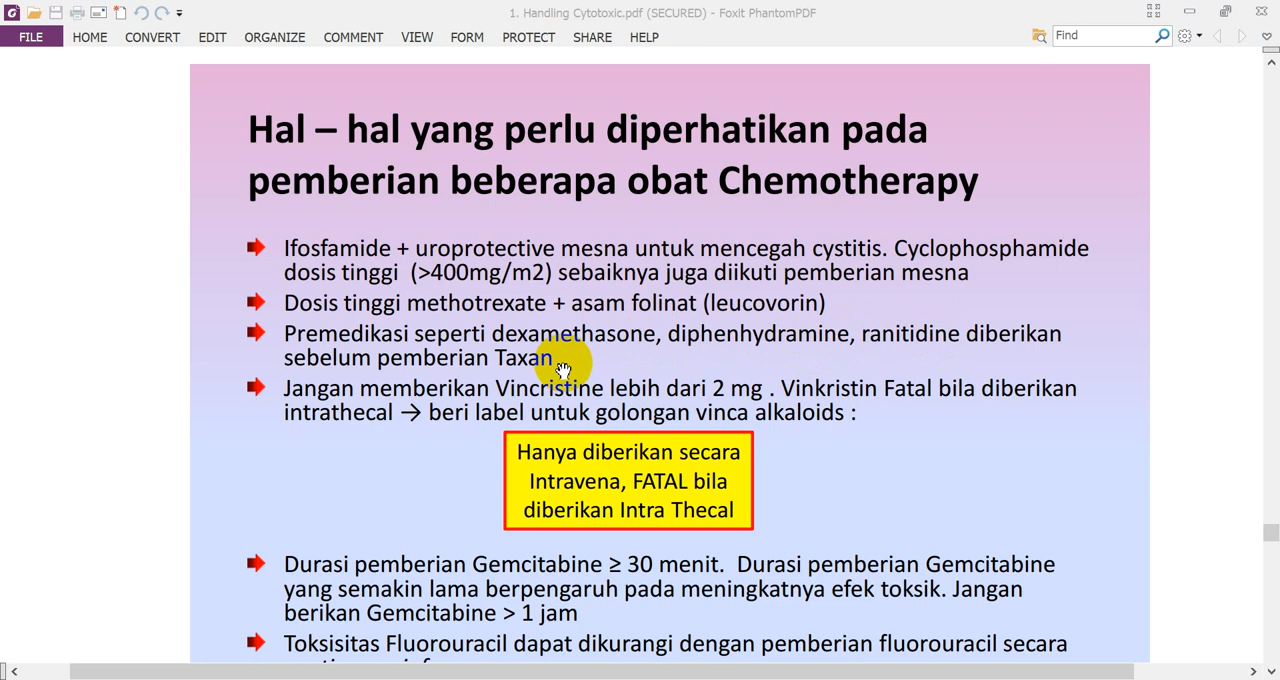 1. Handling Cytotoxic.pdf (SECURED) - Foxit PhantomPDF
FILE HOME CONVERT EDIT ORGANIZE COMMENT VIEW FORM PROTECT SHARE HELP Find
Hal – hal yang perlu diperhatikan pada
pemberian beberapa obat Chemotherapy
Ifosfamide + uroprotective mesna untuk mencegah cystitis. Cyclophosphamide
dosis tinggi (>400mg/m2) sebaiknya juga diikuti pemberian mesna
Dosis tinggi methotrexate + asam folinat (leucovorin)
Premedikasi seperti dexamethasone, diphenhydramine, ranitidine diberikan
sebelum pemberian Taxan
Jangan memberikan Vincristine lebih dari 2 mg . Vinkristin Fatal bila diberikan
intrathecal → beri label untuk golongan vinca alkaloids :
Hanya diberikan secara
Intravena, FATAL bila
diberikan Intra Thecal
Durasi pemberian Gemcitabine ≥ 30 menit. Durasi pemberian Gemcitabine
yang semakin lama berpengaruh pada meningkatnya efek toksik. Jangan
berikan Gemcitabine > 1 jam
Toksisitas Fluorouracil dapat dikurangi dengan pemberian fluorouracil secara